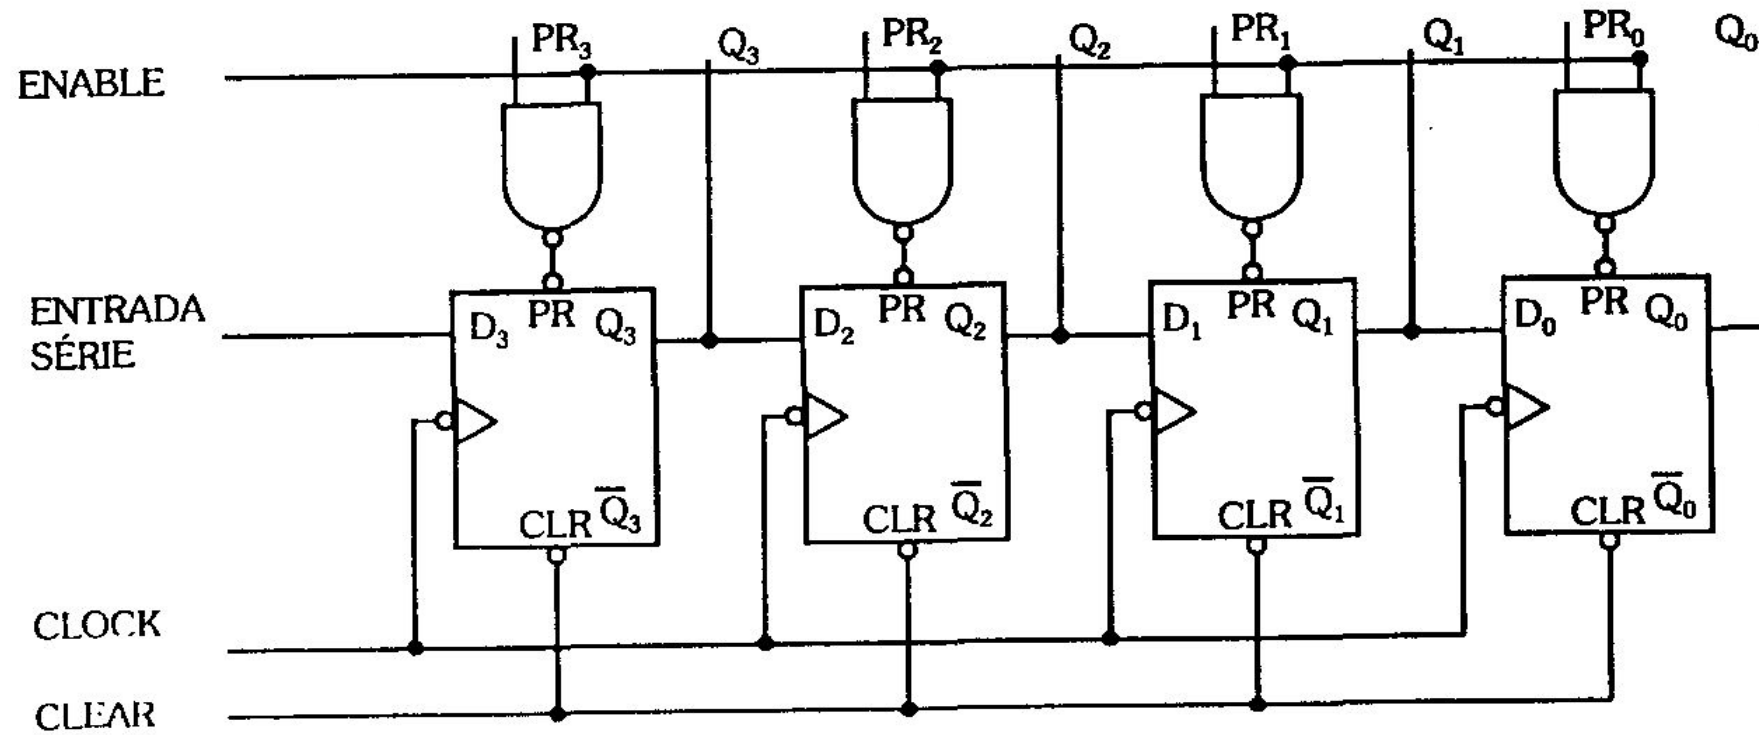 PR₃ Q₃ PR₂ Q₂ PR₁ Q₁ PR₀ Q₀
ENABLE
ENTRADA
SÉRIE
D₃ PR Q₃
D₂ PR Q₂
D₁ PR Q₁
D₀ PR Q₀
CLR Q̅₃
CLR Q̅₂
CLR Q̅₁
CLR Q̅₀
CLOCK
CLEAR